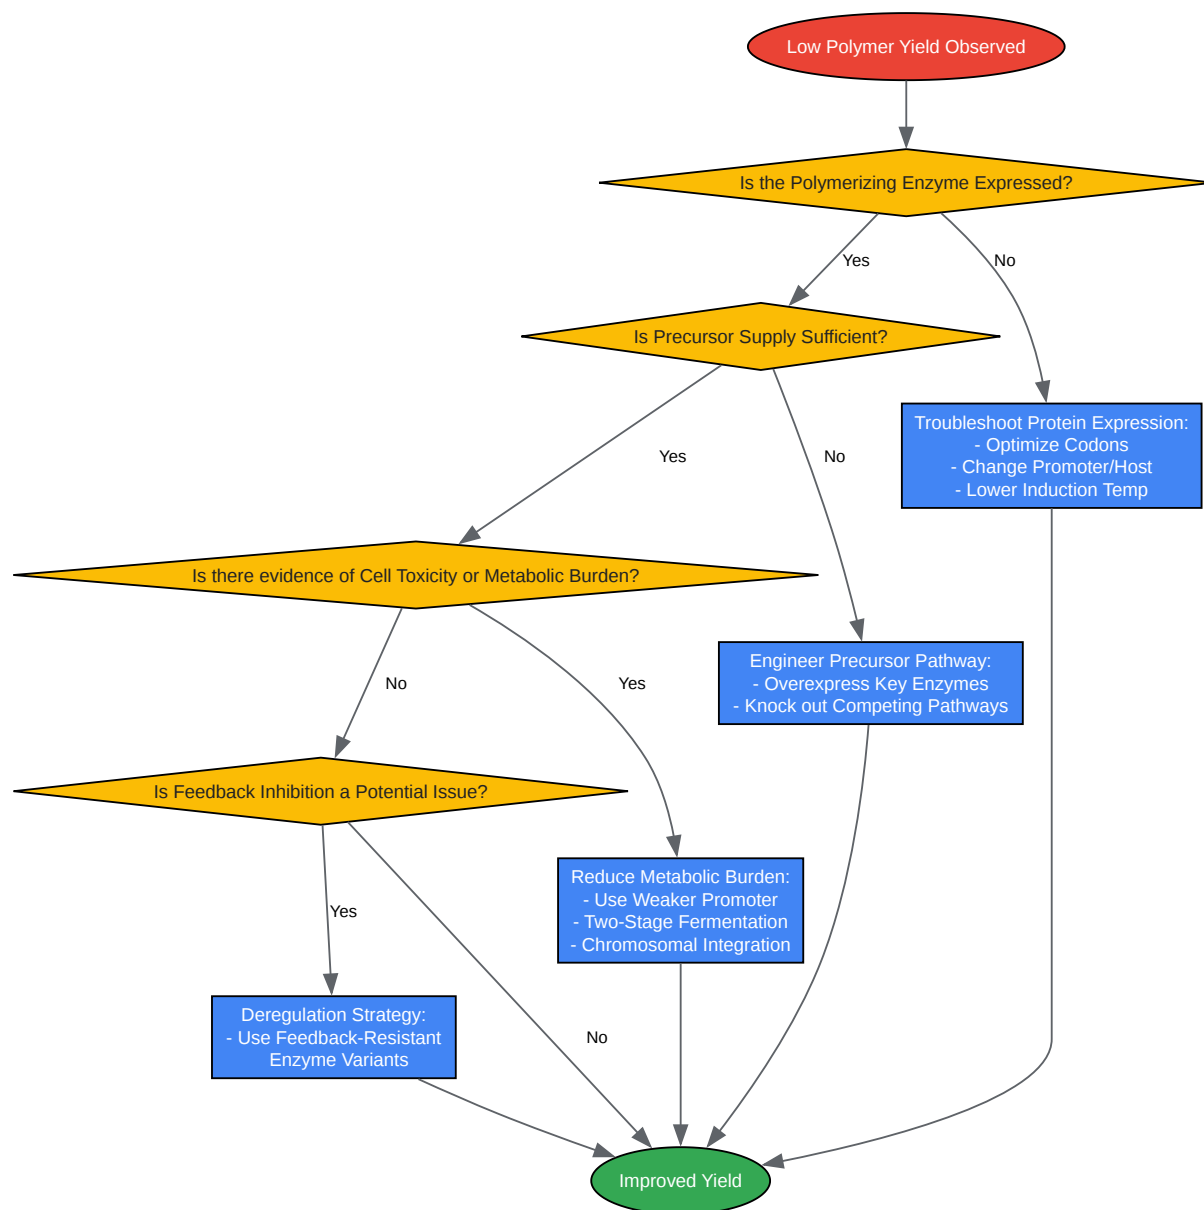 Low Polymer Yield Observed
Is the Polymerizing Enzyme Expressed?
Yes
No
Is Precursor Supply Sufficient?
Troubleshoot Protein Expression:
- Optimize Codons
- Change Promoter/Host
- Lower Induction Temp
Yes
No
Is there evidence of Cell Toxicity or Metabolic Burden?
Engineer Precursor Pathway:
- Overexpress Key Enzymes
- Knock out Competing Pathways
No
Yes
Is Feedback Inhibition a Potential Issue?
Reduce Metabolic Burden:
- Use Weaker Promoter
- Two-Stage Fermentation
- Chromosomal Integration
Yes
Deregulation Strategy:
- Use Feedback-Resistant
Enzyme Variants
No
Improved Yield